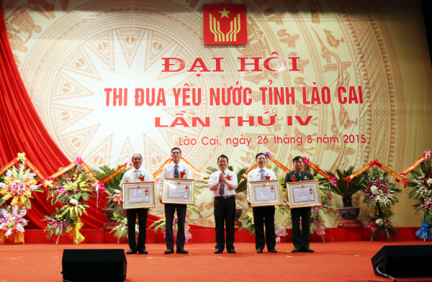 ĐẠI HỘI
THI ĐUA YÊU NƯỚC TỈNH LÀO CAI
LẦN THỨ IV
Lào Cai, ngày 26 tháng 8 - 2015